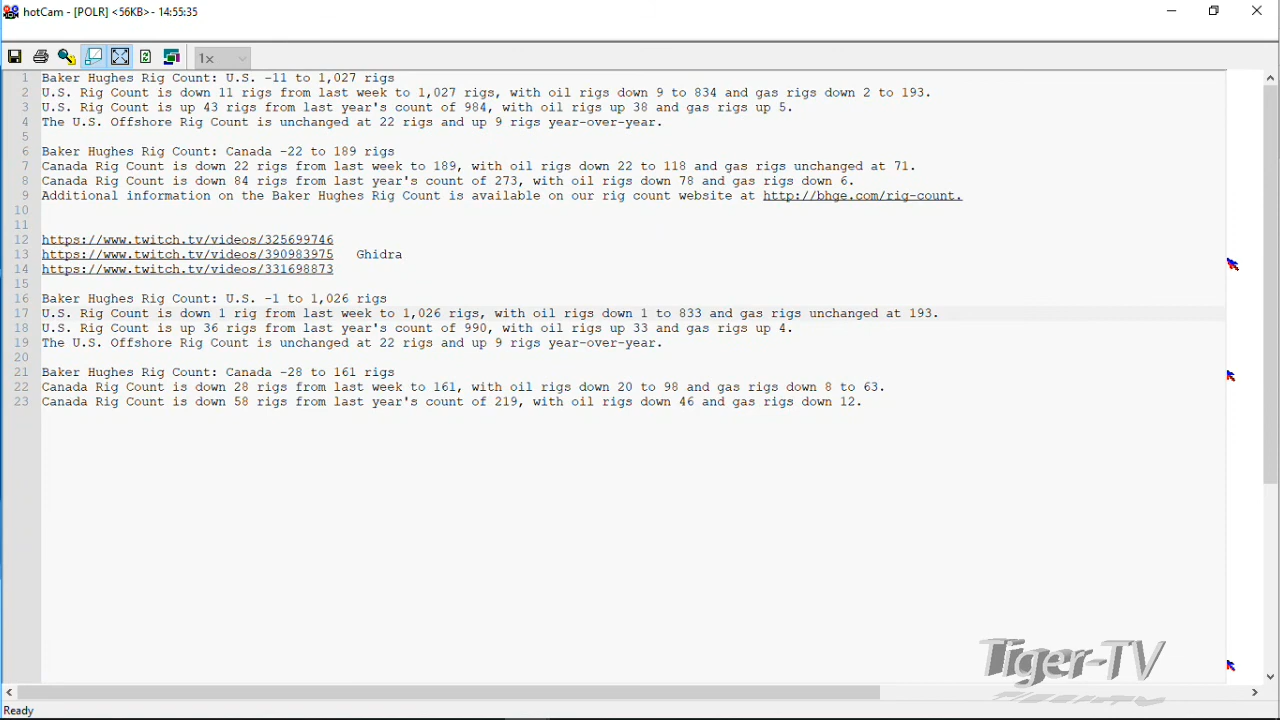 hotCam - [POLR] <56KB>- 14:55:35
1x
1 Baker Hughes Rig Count: U.S. -11 to 1,027 rigs
2 U.S. Rig Count is down 11 rigs from last week to 1,027 rigs, with oil rigs down 9 to 834 and gas rigs down 2 to 193.
3 U.S. Rig Count is up 43 rigs from last year's count of 984, with oil rigs up 38 and gas rigs up 5.
4 The U.S. Offshore Rig Count is unchanged at 22 rigs and up 9 rigs year-over-year.
5
6 Baker Hughes Rig Count: Canada -22 to 189 rigs
7 Canada Rig Count is down 22 rigs from last week to 189, with oil rigs down 22 to 118 and gas rigs unchanged at 71.
8 Canada Rig Count is down 84 rigs from last year's count of 273, with oil rigs down 78 and gas rigs down 6.
9 Additional information on the Baker Hughes Rig Count is available on our rig count website at http://bhge.com/rig-count.
10
11
12 https://www.twitch.tv/videos/325699746
13 https://www.twitch.tv/videos/390983975 Ghidra
14 https://www.twitch.tv/videos/331698873
15
16 Baker Hughes Rig Count: U.S. -1 to 1,026 rigs
17 U.S. Rig Count is down 1 rig from last week to 1,026 rigs, with oil rigs down 1 to 833 and gas rigs unchanged at 193.
18 U.S. Rig Count is up 36 rigs from last year's count of 990, with oil rigs up 33 and gas rigs up 4.
19 The U.S. Offshore Rig Count is unchanged at 22 rigs and up 9 rigs year-over-year.
20
21 Baker Hughes Rig Count: Canada -28 to 161 rigs
22 Canada Rig Count is down 28 rigs from last week to 161, with oil rigs down 20 to 98 and gas rigs down 8 to 63.
23 Canada Rig Count is down 58 rigs from last year's count of 219, with oil rigs down 46 and gas rigs down 12.
Tiger-TV
Ready